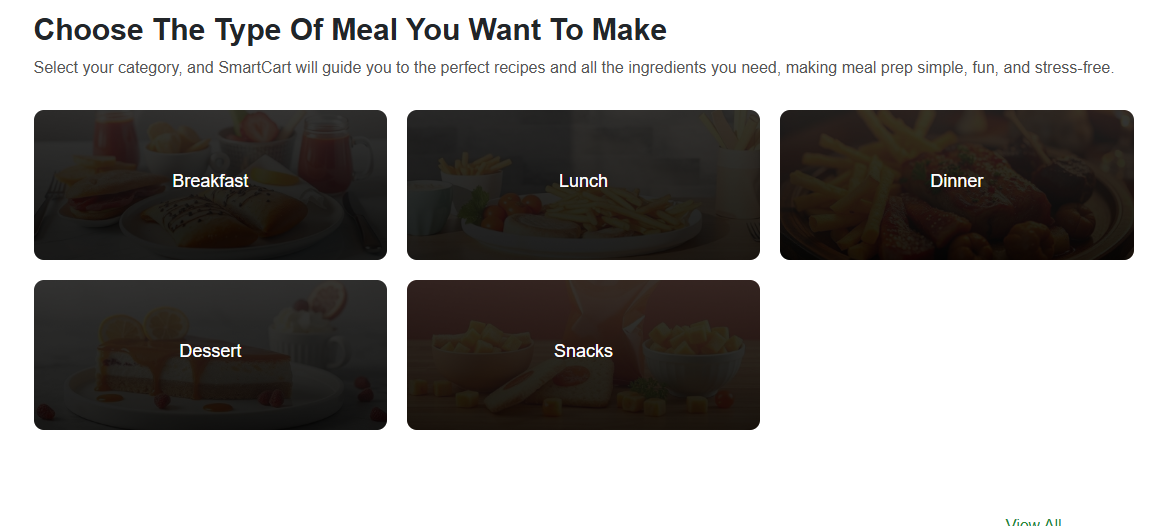 Choose The Type Of Meal You Want To Make
Select your category, and SmartCart will guide you to the perfect recipes and all the ingredients you need, making meal prep simple, fun, and stress-free.
Breakfast
Lunch
Dinner
Dessert
Snacks
View All